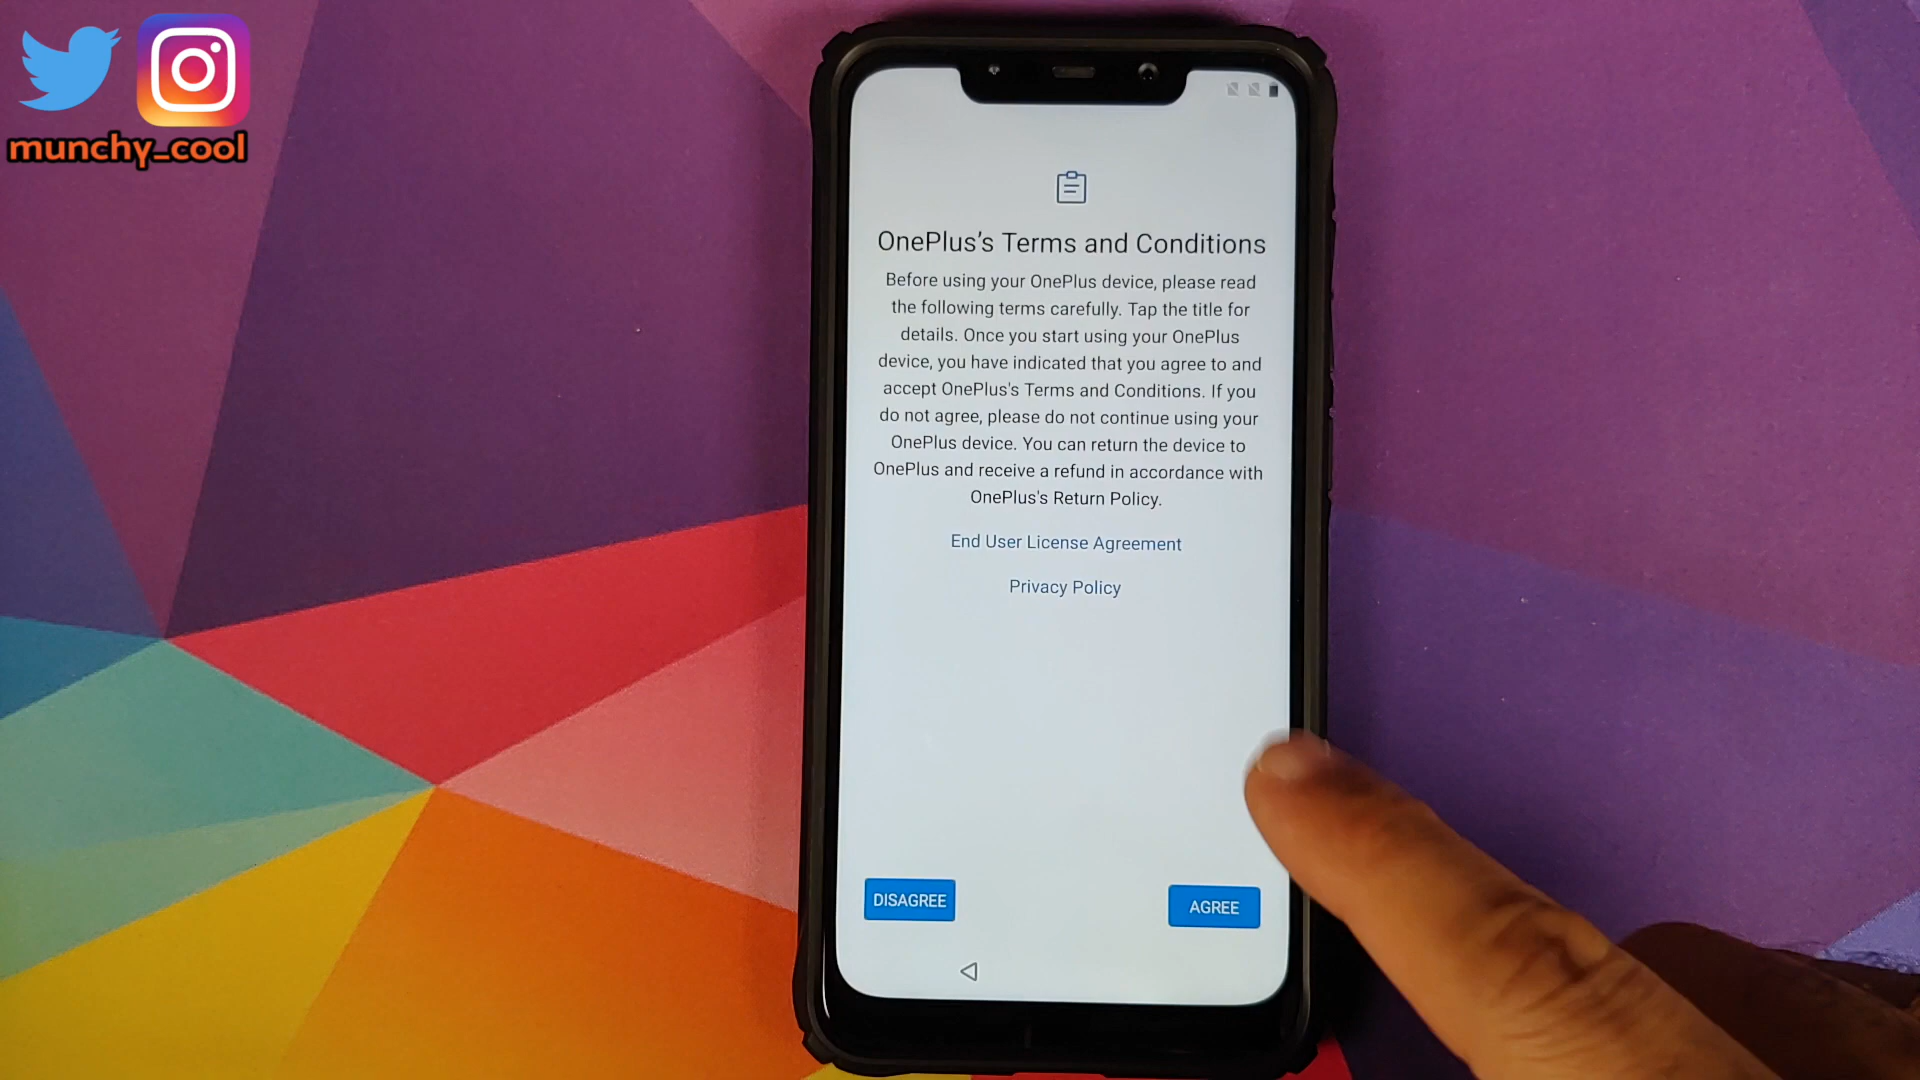 munchy_cool
OnePlus's Terms and Conditions
Before using your OnePlus device, please read
the following terms carefully. Tap the title for
details. Once you start using your OnePlus
device, you have indicated that you agree to and
accept OnePlus's Terms and Conditions. If you
do not agree, please do not continue using your
OnePlus device. You can return the device to
OnePlus and receive a refund in accordance with
OnePlus's Return Policy.
End User License Agreement
Privacy Policy
DISAGREE
AGREE